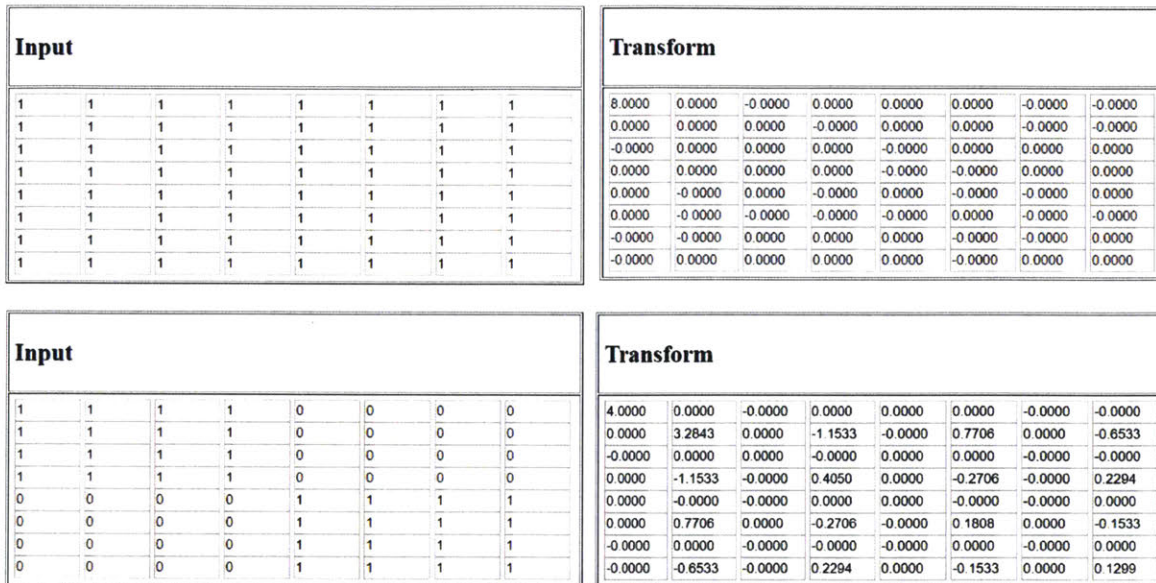 Input
1 1 1 1 1 1 1 1
1 1 1 1 1 1 1 1
1 1 1 1 1 1 1 1
1 1 1 1 1 1 1 1
1 1 1 1 1 1 1 1
1 1 1 1 1 1 1 1
1 1 1 1 1 1 1 1
1 1 1 1 1 1 1 1
Transform
8.0000 0.0000 -0.0000 0.0000 0.0000 0.0000 -0.0000 -0.0000
0.0000 0.0000 0.0000 -0.0000 0.0000 0.0000 -0.0000 -0.0000
-0.0000 0.0000 0.0000 0.0000 -0.0000 0.0000 0.0000 0.0000
0.0000 0.0000 0.0000 0.0000 -0.0000 -0.0000 0.0000 0.0000
0.0000 -0.0000 0.0000 -0.0000 0.0000 -0.0000 0.0000 0.0000
0.0000 -0.0000 -0.0000 -0.0000 -0.0000 0.0000 -0.0000 -0.0000
-0.0000 -0.0000 0.0000 0.0000 0.0000 -0.0000 -0.0000 0.0000
-0.0000 0.0000 0.0000 0.0000 0.0000 -0.0000 0.0000 0.0000
Input
1 1 1 1 0 0 0 0
1 1 1 1 0 0 0 0
1 1 1 1 0 0 0 0
1 1 1 1 0 0 0 0
0 0 0 0 1 1 1 1
0 0 0 0 1 1 1 1
0 0 0 0 1 1 1 1
0 0 0 0 1 1 1 1
Transform
4.0000 0.0000 -0.0000 0.0000 0.0000 0.0000 -0.0000 -0.0000
0.0000 3.2843 0.0000 -1.1533 -0.0000 0.7706 0.0000 -0.6533
-0.0000 0.0000 0.0000 0.0000 0.0000 0.0000 -0.0000 -0.0000
0.0000 -1.1533 -0.0000 0.4050 0.0000 -0.2706 -0.0000 0.2294
0.0000 -0.0000 -0.0000 0.0000 0.0000 -0.0000 -0.0000 0.0000
0.0000 0.7706 0.0000 -0.2706 -0.0000 0.1808 0.0000 -0.1533
-0.0000 0.0000 -0.0000 -0.0000 -0.0000 0.0000 -0.0000 0.0000
-0.0000 -0.6533 -0.0000 0.2294 0.0000 -0.1533 0.0000 0.1299